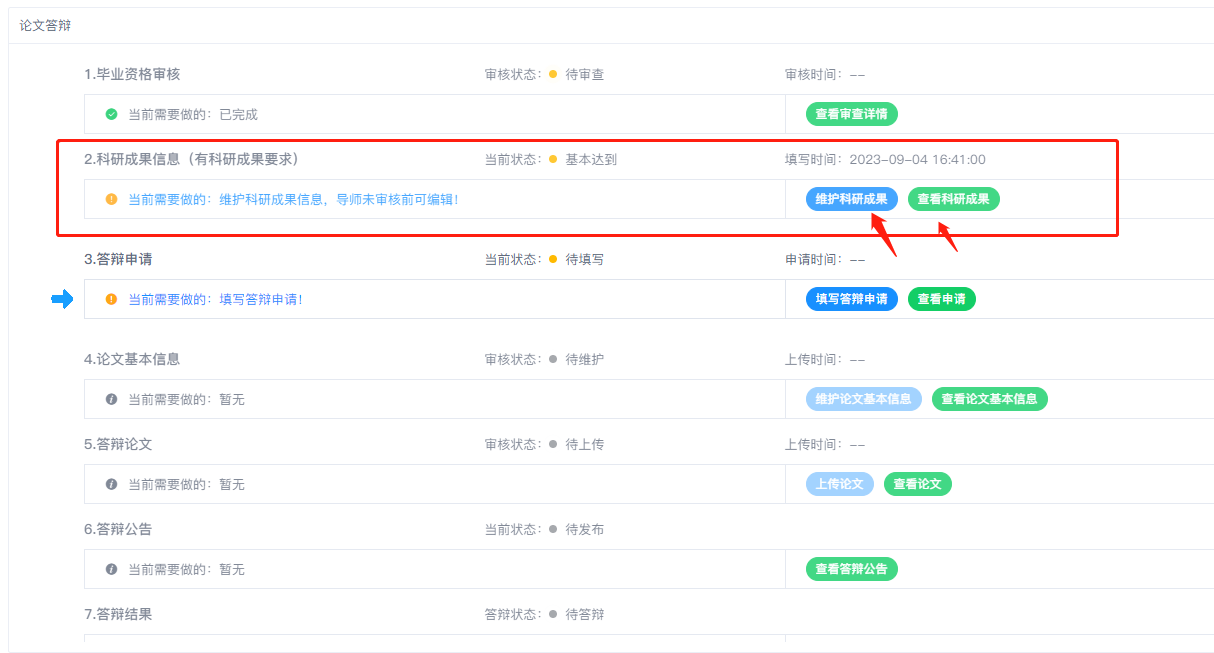 论文答辩
1.毕业资格审核 审核状态： 待审查 审核时间：--
当前需要做的：已完成 查看审查详情
2.科研成果信息（有科研成果要求） 当前状态： 基本达到 填写时间：2023-09-04 16:41:00
当前需要做的：维护科研成果信息，导师未审核前可编辑！ 维护科研成果 查看科研成果
3.答辩申请 当前状态： 待填写 申请时间：--
当前需要做的：填写答辩申请！ 填写答辩申请 查看申请
4.论文基本信息 审核状态： 待维护 上传时间：--
当前需要做的：暂无 维护论文基本信息 查看论文基本信息
5.答辩论文 审核状态： 待上传 上传时间：--
当前需要做的：暂无 上传论文 查看论文
6.答辩公告 当前状态： 待发布
当前需要做的：暂无 查看答辩公告
7.答辩结果 答辩状态： 待答辩